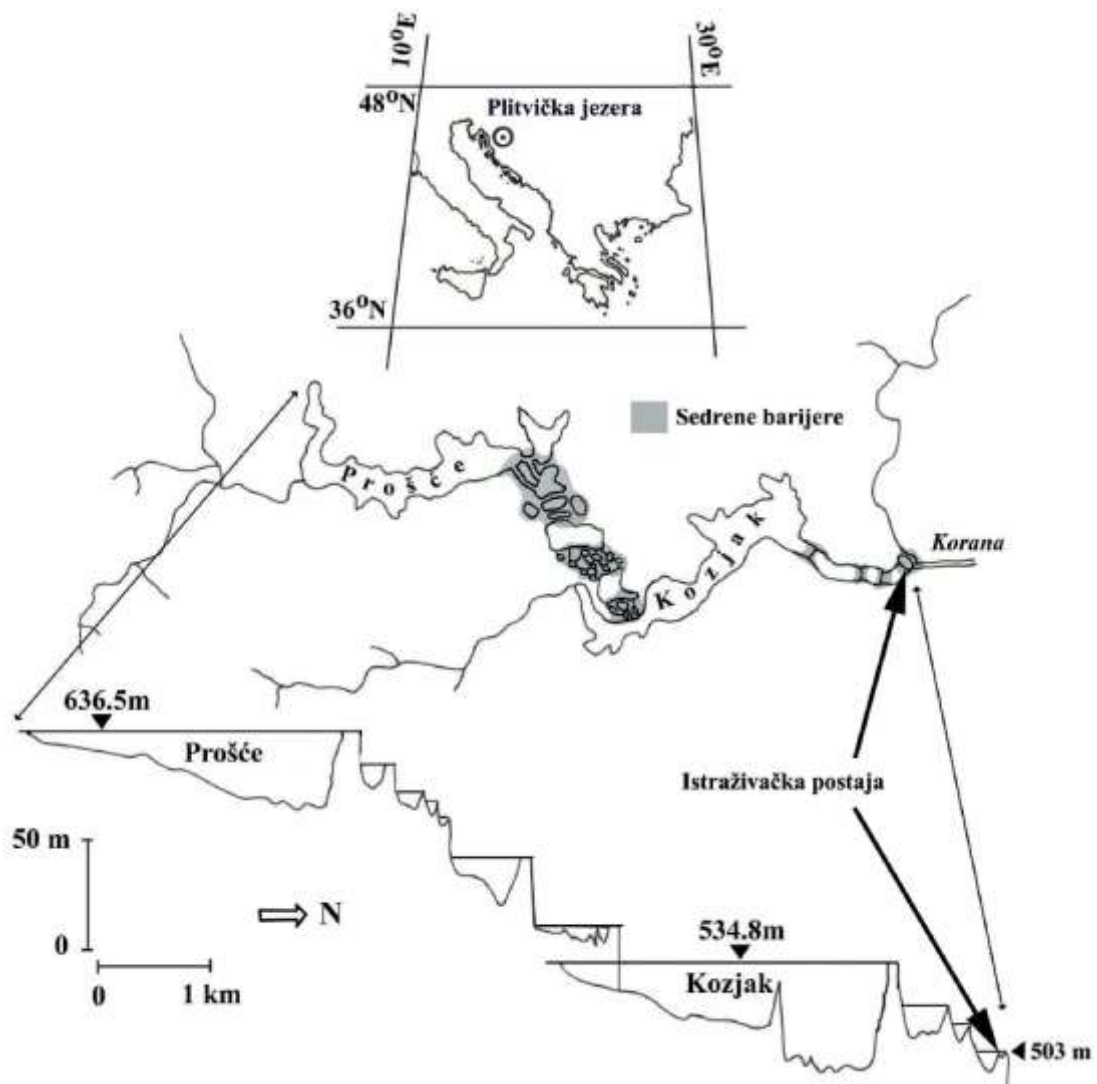 10°E
30°E
48°N
Plitvička jezera
36°N
Sedrene barijere
Prošće
Kozjak
Korana
636.5m
Prošće
Istraživačka postaja
50 m
N
534.8m
0
Kozjak
0 1 km
503 m